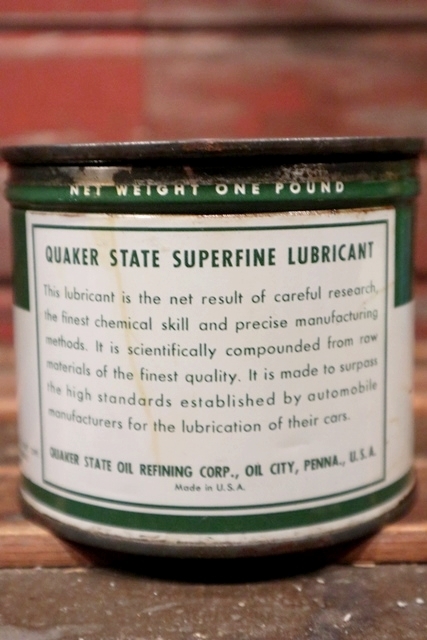 NET WEIGHT ONE POUND
QUAKER STATE SUPERFINE LUBRICANT
This lubricant is the net result of careful research,
the finest chemical skill and precise manufacturing
methods. It is scientifically compounded from raw
materials of the finest quality. It is made to surpass
the high standards established by automobile
manufacturers for the lubrication of their cars.
QUAKER STATE OIL REFINING CORP., OIL CITY, PENNA., U.S.A.
Made in U.S.A.